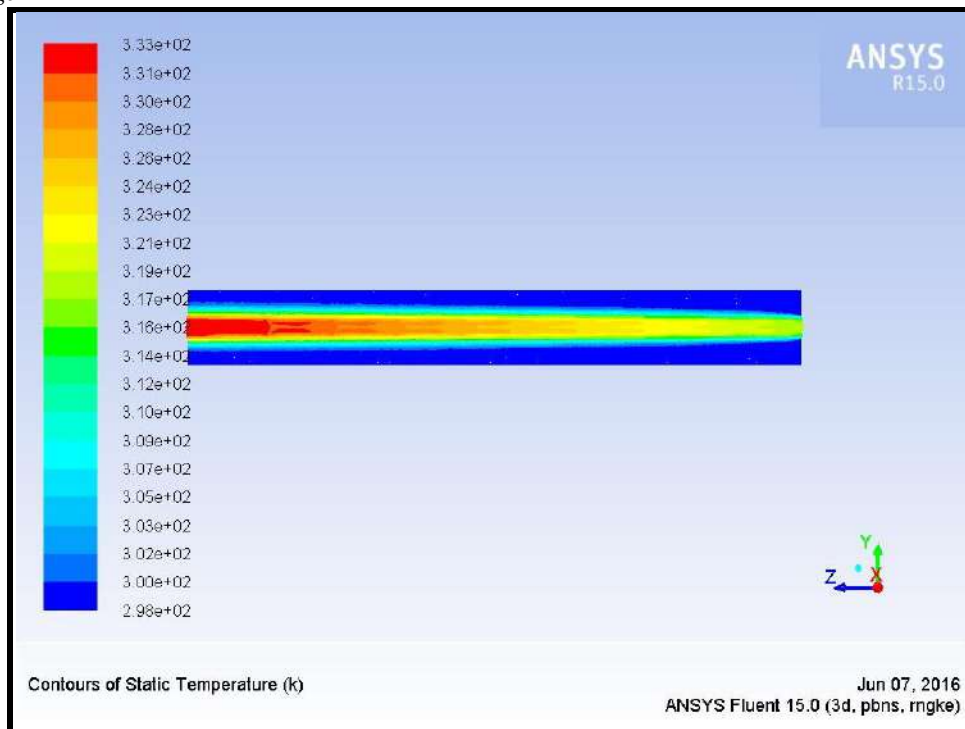 3.33e+02
3.31e+02
3.30e+02
3.28e+02
3.26e+02
3.24e+02
3.23e+02
3.21e+02
3.19e+02
3.17e+02
3.16e+02
3.14e+02
3.12e+02
3.10e+02
3.09e+02
3.07e+02
3.05e+02
3.03e+02
3.02e+02
3.00e+02
2.98e+02
ANSYS
R15.0
Y
Z
X
Contours of Static Temperature (k)
Jun 07, 2016
ANSYS Fluent 15.0 (3d, pbns, rngke)